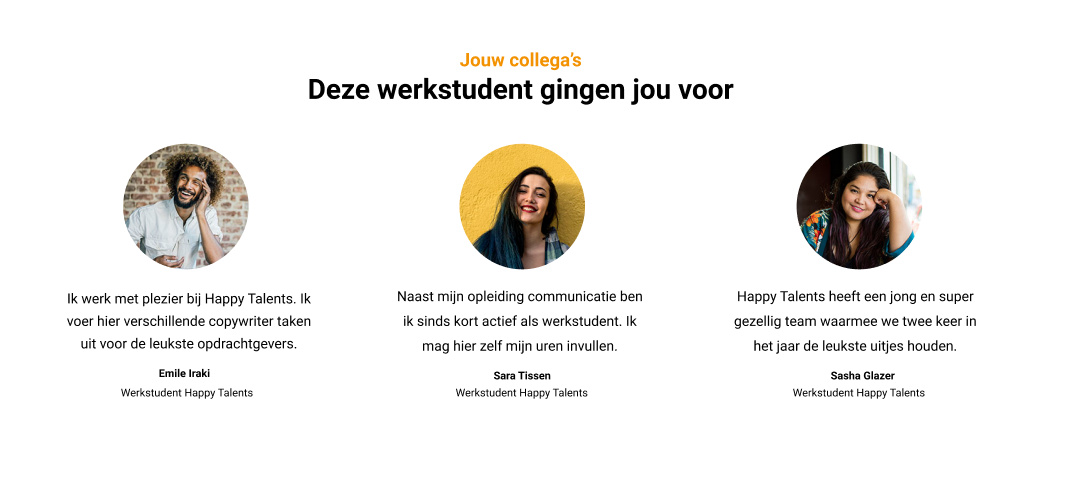 Jouw collega's
Deze werkstudent gingen jou voor
Ik werk met plezier bij Happy Talents. Ik
voer hier verschillende copywriter taken
uit voor de leukste opdrachtgevers.
Emile Iraki
Werkstudent Happy Talents
Naast mijn opleiding communicatie ben
ik sinds kort actief als werkstudent. Ik
mag hier zelf mijn uren invullen.
Sara Tissen
Werkstudent Happy Talents
Happy Talents heeft een jong en super
gezellig team waarmee we twee keer in
het jaar de leukste uitjes houden.
Sasha Glazer
Werkstudent Happy Talents